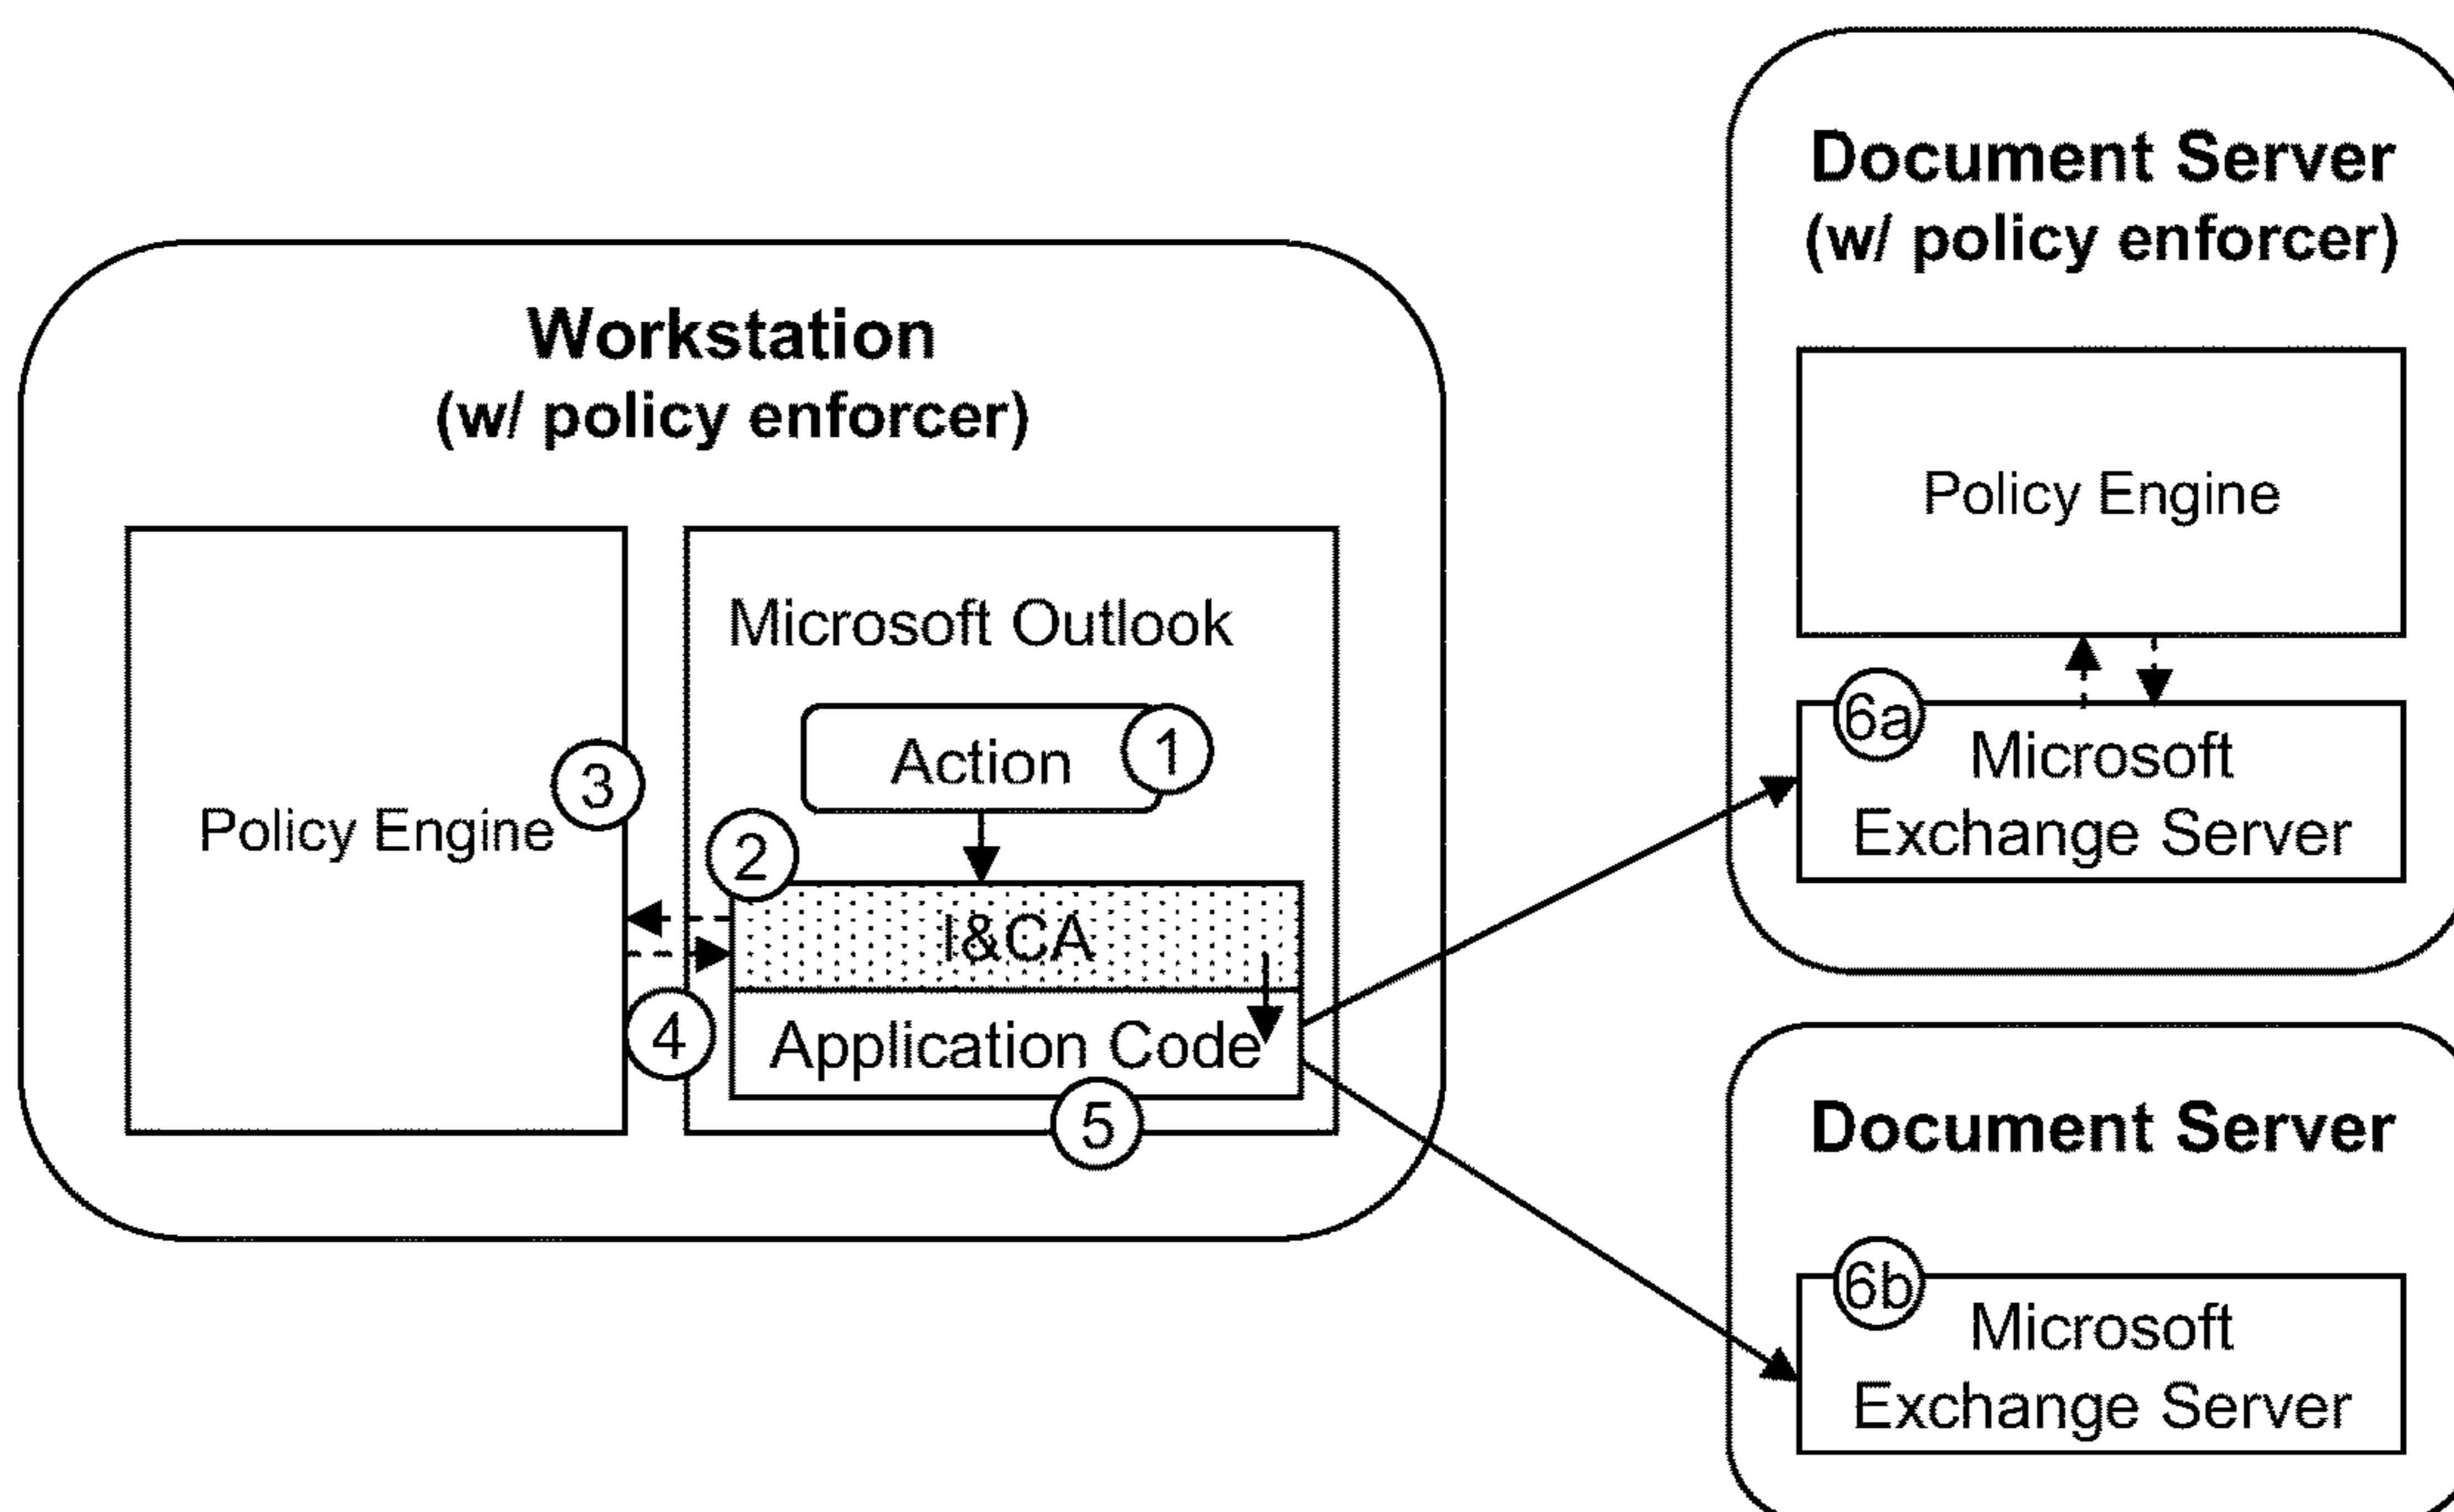 Workstation
(w/ policy enforcer)
Policy Engine
3
Microsoft Outlook
Action
1
2
I&CA
4
Application Code
5
Document Server
(w/ policy enforcer)
Policy Engine
6a
Microsoft
Exchange Server
Document Server
6b
Microsoft
Exchange Server